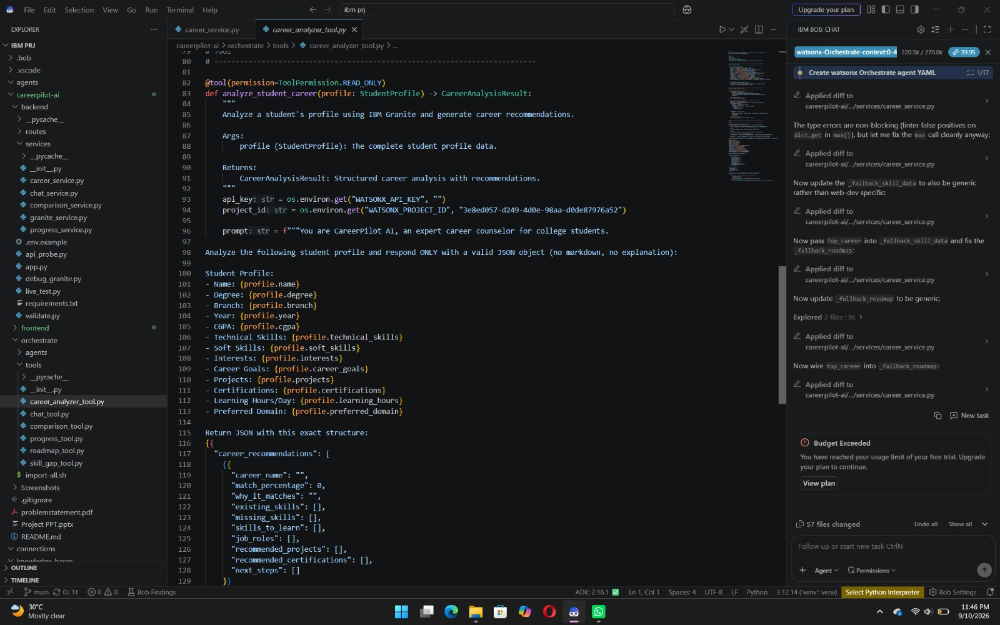 File Edit Selection View Go Run Terminal Help
ibm prj
Upgrade your plan
EXPLORER
IBM PRJ
.bob
.vscode
agents
careerpilot-ai
backend
__pycache__
routes
services
__pycache__
__init__.py
career_service.py
chat_service.py
comparison_service.py
granite_service.py
progress_service.py
.env.example
api_probe.py
app.py
debug_granite.py
live_test.py
requirements.txt
validate.py
frontend
orchestrate
agents
tools
__pycache__
__init__.py
career_analyzer_tool.py
chat_tool.py
comparison_tool.py
progress_tool.py
roadmap_tool.py
skill_gap_tool.py
import-all.sh
Screenshots
.gitignore
problemstatement.pdf
Project PPT.pptx
README.md
connections
knowledge-bases
OUTLINE
TIMELINE
career_service.py career_analyzer_tool.py
careerpilot-ai > orchestrate > tools > career_analyzer_tool.py > ...
79 # Tool
80 # ---------------------------------------------------------------------------
81
82 @tool(permission=ToolPermission.READ_ONLY)
83 def analyze_student_career(profile: StudentProfile) -> CareerAnalysisResult:
84 """
85 Analyze a student's profile using IBM Granite and generate career recommendations.
86
87 Args:
88 profile (StudentProfile): The complete student profile data.
89
90 Returns:
91 CareerAnalysisResult: Structured career analysis with recommendations.
92 """
93 api_key: str = os.environ.get("WATSONX_API_KEY", "")
94 project_id: str = os.environ.get("WATSONX_PROJECT_ID", "3e8ed057-d249-4d0e-98aa-d0de87976a52")
95
96 prompt: str = f"""You are CareerPilot AI, an expert career counselor for college students.
97
98 Analyze the following student profile and respond ONLY with a valid JSON object (no markdown, no explanation):
99
100 Student Profile:
101 - Name: {profile.name}
102 - Degree: {profile.degree}
103 - Branch: {profile.branch}
104 - Year: {profile.year}
105 - CGPA: {profile.cgpa}
106 - Technical Skills: {profile.technical_skills}
107 - Soft Skills: {profile.soft_skills}
108 - Interests: {profile.interests}
109 - Career Goals: {profile.career_goals}
110 - Projects: {profile.projects}
111 - Certifications: {profile.certifications}
112 - Learning Hours/Day: {profile.learning_hours}
113 - Preferred Domain: {profile.preferred_domain}
114
115 Return JSON with this exact structure:
116 {{
117 "career_recommendations": [
118 {{
119 "career_name": "",
120 "match_percentage": 0,
121 "why_it_matches": "",
122 "existing_skills": [],
123 "missing_skills": [],
124 "skills_to_learn": [],
125 "job_roles": [],
126 "recommended_projects": [],
127 "recommended_certifications": [],
128 "next_steps": []
129 }}
IBM BOB: CHAT
watsonx-Orchestrate-context:0-4 220.5k / 270.0k 39.95
Create watsonx Orchestrate agent YAML 1/17
Applied diff to
careerpilot-ai/.../services/career_service.py
The type errors are non-blocking (linter false positives on
dict.get in max()), but let me fix the max call cleanly anyway:
Applied diff to
careerpilot-ai/.../services/career_service.py
Now update the _fallback_skill_data to also be generic
rather than web-dev specific:
Applied diff to
careerpilot-ai/.../services/career_service.py
Now pass top_career into _fallback_skill_data and fix the
_fallback_roadmap:
Applied diff to
careerpilot-ai/.../services/career_service.py
Now update _fallback_roadmap to be generic:
Explored 2 files : 9s
Applied diff to
careerpilot-ai/.../services/career_service.py
Now wire top_career into _fallback_roadmap:
Applied diff to
careerpilot-ai/.../services/career_service.py
New task
Budget Exceeded
You have reached your usage limit of your free trial. Upgrade
your plan to continue.
View plan
57 files changed Undo all Show all
Follow up or start new task CtrlN
Agent Permissions
main 0↓ 1↑ 0 0 Bob Findings
ADK: 2.16.1 Ln 1, Col 1 Spaces: 4 UTF-8 LF Python 3.12.14 ('venv': venv) Select Python Interpreter Bob Settings
30°C
Mostly clear
11:46 PM
9/10/2026